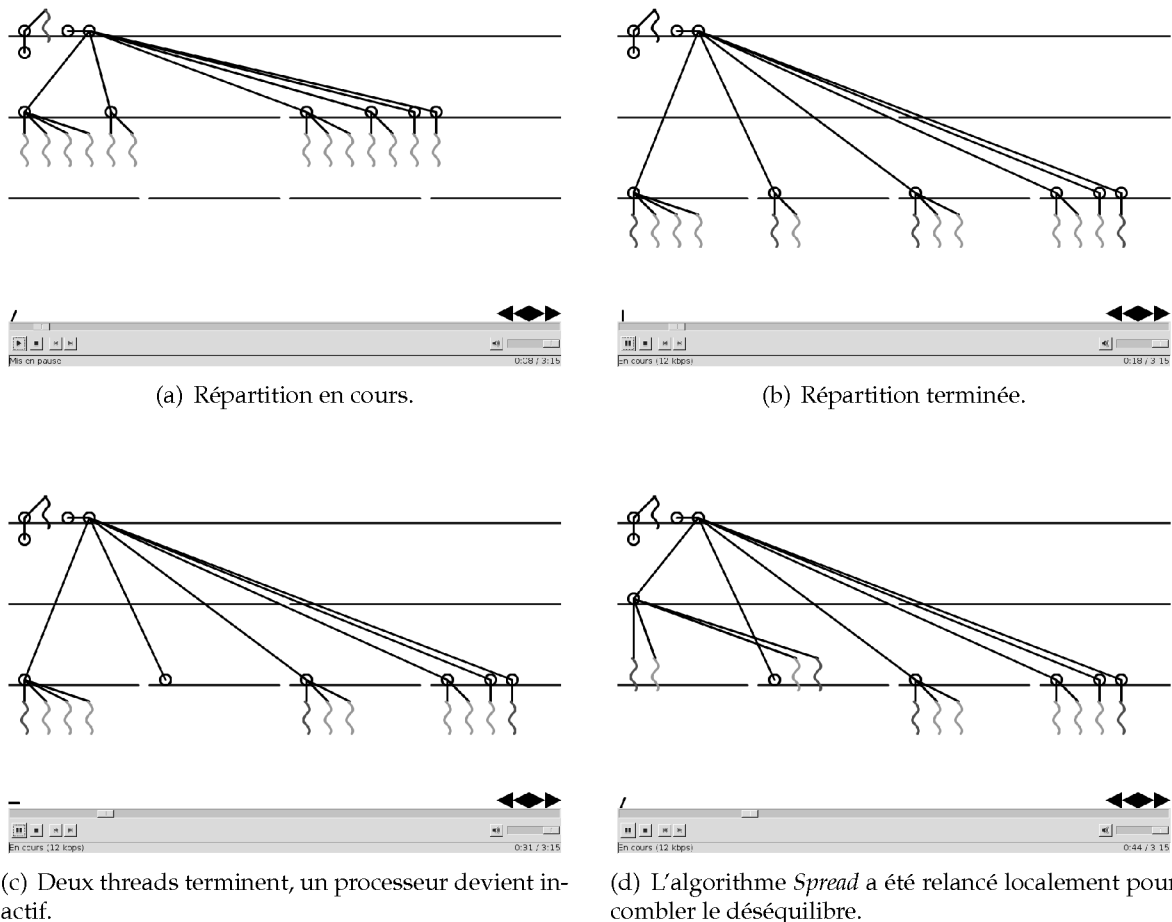 Mis en pause
0:08 / 3:15
(a) Répartition en cours.
En cours (12 kbps)
0:18 / 3:15
(b) Répartition terminée.
En cours (12 kbps)
0:31 / 3:15
(c) Deux threads terminent, un processeur devient in-
actif.
En cours (12 kbps)
0:44 / 3:15
(d) L'algorithme Spread a été relancé localement pour
combler le déséquilibre.